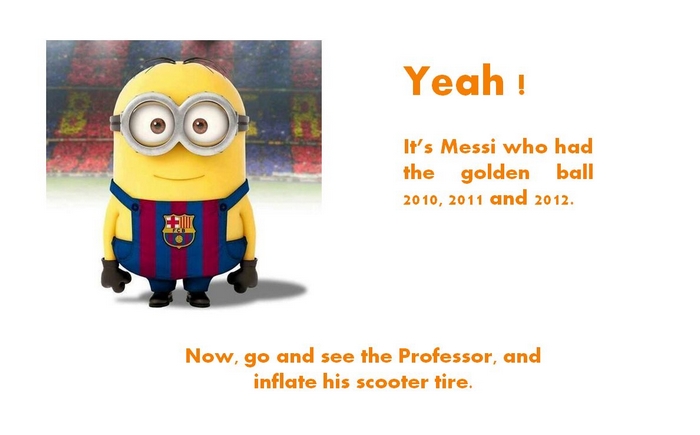 Yeah !
It's Messi who had
the golden ball
2010, 2011 and 2012.
FCB
Now, go and see the Professor, and
inflate his scooter tire.